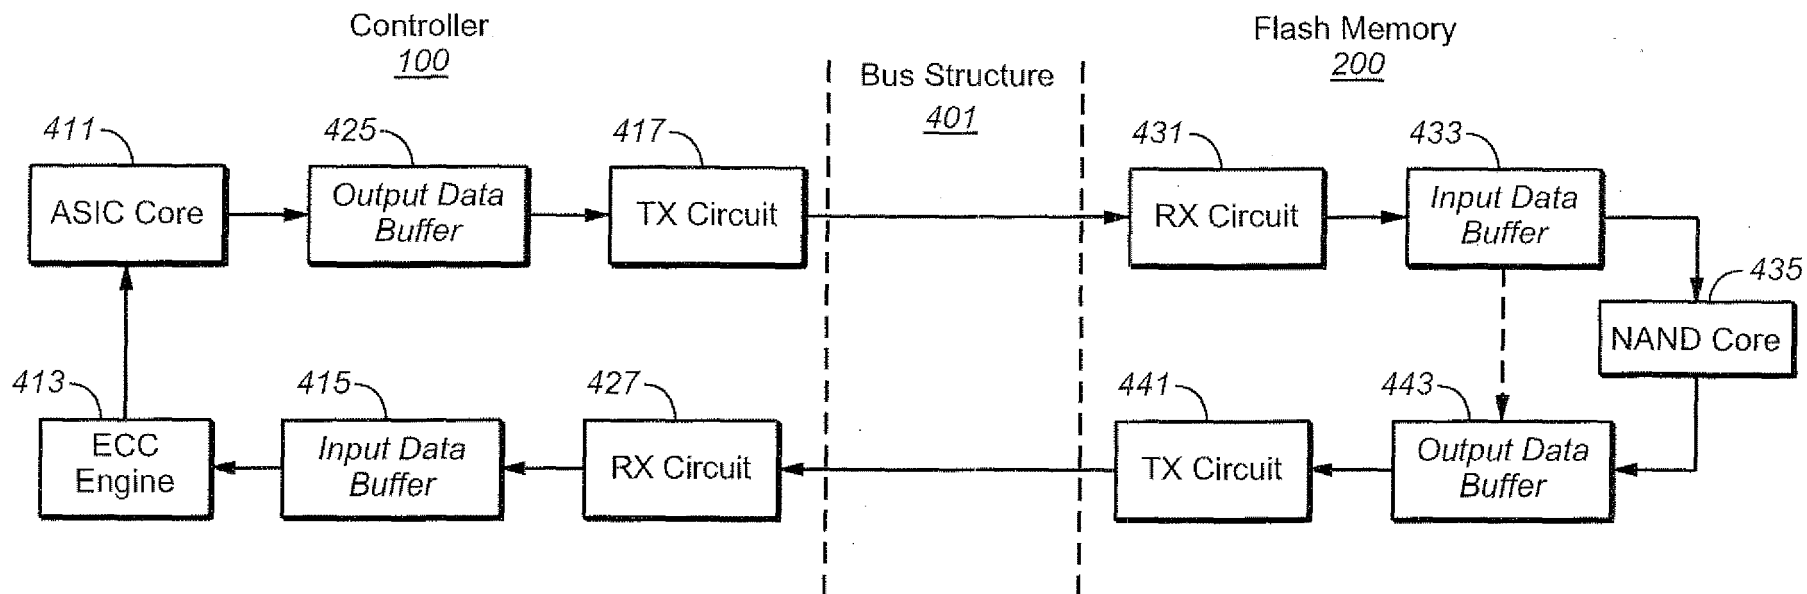 Controller
100
Flash Memory
200
Bus Structure
401
411
425
417
431
433
ASIC Core
Output Data
Buffer
TX Circuit
RX Circuit
Input Data
Buffer
435
NAND Core
413
415
427
441
443
ECC
Engine
Input Data
Buffer
RX Circuit
TX Circuit
Output Data
Buffer